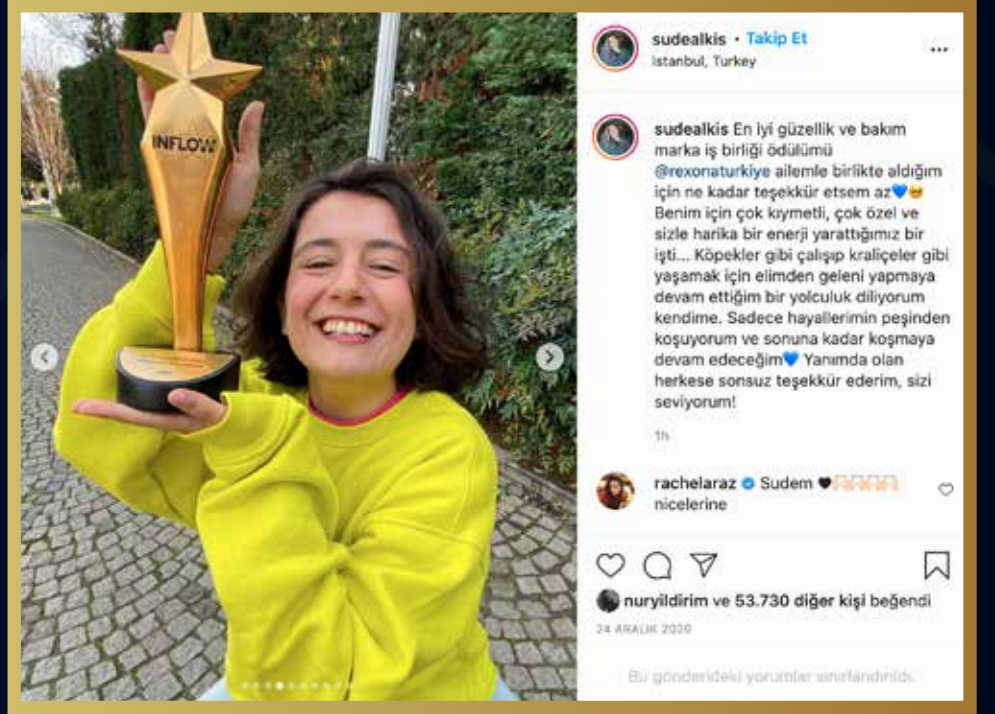 INFLOW
sudealkis • Takip Et
Istanbul, Turkey
sudealkis En iyi güzellik ve bakım
marka iş birliği ödülümü
@rexonaturkiye ailemle birlikte aldığım
için ne kadar teşekkür etsem az💙🥹
Benim için çok kıymetli, çok özel ve
sizle harika bir enerji yarattığımız bir
işti... Köpekler gibi çalışıp kraliçeler gibi
yaşamak için elimden geleni yapmaya
devam ettiğim bir yolculuk diliyorum
kendime. Sadece hayallerimin peşinden
koşuyorum ve sonuna kadar koşmaya
devam edeceğim💙 Yanımda olan
herkese sonsuz teşekkür ederim, sizi
seviyorum!
1h
rachelaraz Sudem 🖤
nicelerine
nuryildirim ve 53.730 diğer kişi beğendi
24 ARALIK 2020
Bu gönderideki yorumlar sınırlandırıldı.